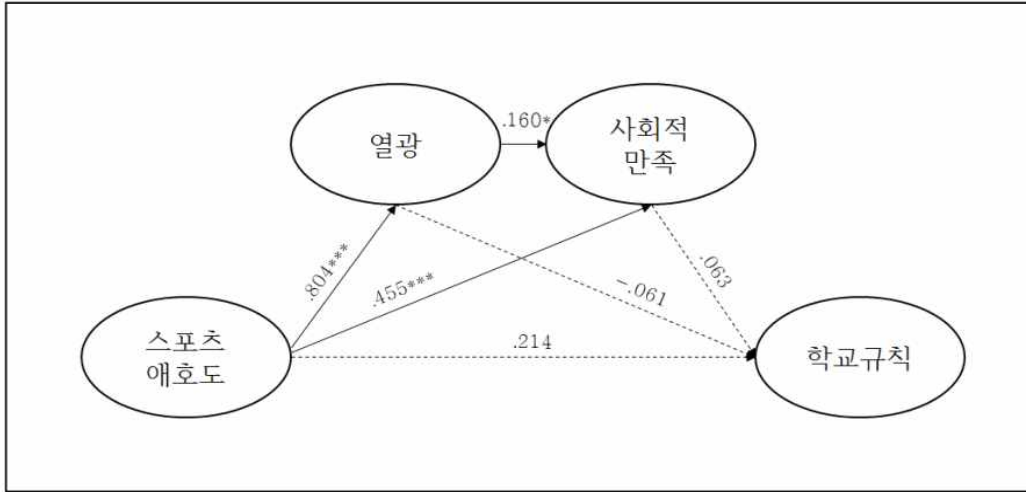 열광
.160*
사회적
만족
.804***
.455***
-.061
.063
스포츠
애호도
.214
학교규칙